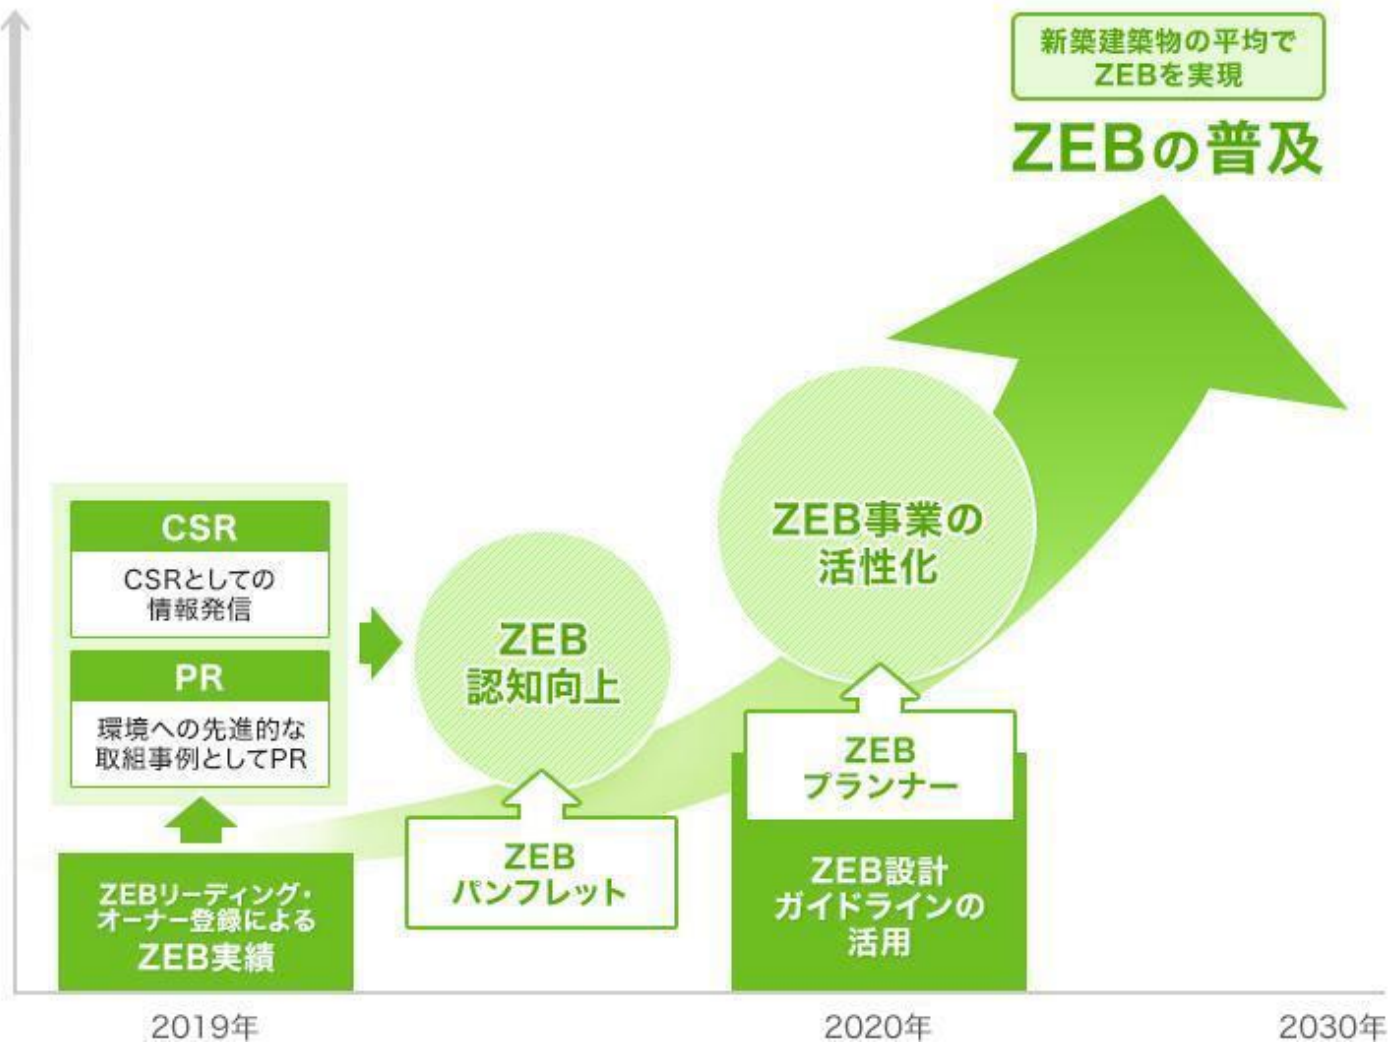 新築建築物の平均で
ZEBを実現
ZEBの普及
CSR
CSRとしての
情報発信
PR
環境への先進的な
取組事例としてPR
ZEBリーディング・
オーナー登録による
ZEB実績
ZEB
認知向上
ZEB
パンフレット
ZEB事業の
活性化
ZEB
プランナー
ZEB設計
ガイドラインの
活用
2019年
2020年
2030年